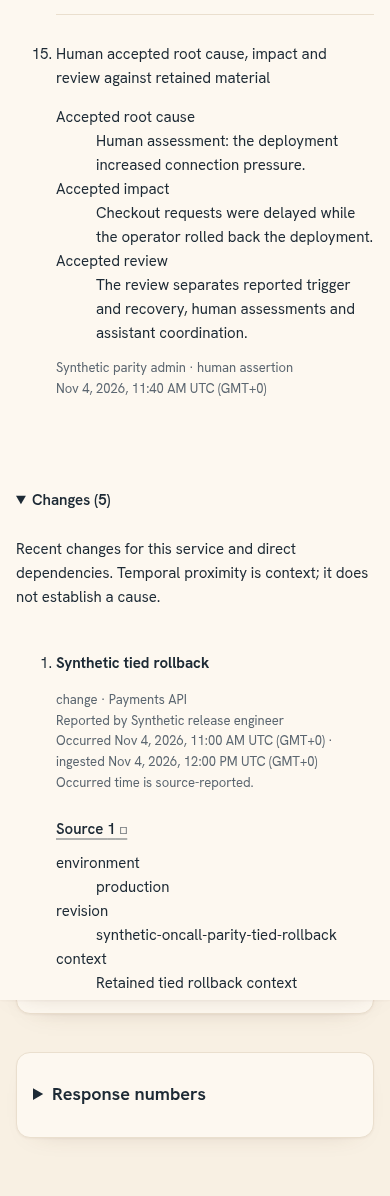 15. Human accepted root cause, impact and
review against retained material
Accepted root cause
Human assessment: the deployment
increased connection pressure.
Accepted impact
Checkout requests were delayed while
the operator rolled back the deployment.
Accepted review
The review separates reported trigger
and recovery, human assessments and
assistant coordination.
Synthetic parity admin · human assertion
Nov 4, 2026, 11:40 AM UTC (GMT+0)
▼ Changes (5)
Recent changes for this service and direct
dependencies. Temporal proximity is context; it does
not establish a cause.
1. Synthetic tied rollback
change · Payments API
Reported by Synthetic release engineer
Occurred Nov 4, 2026, 11:00 AM UTC (GMT+0) ·
ingested Nov 4, 2026, 12:00 PM UTC (GMT+0)
Occurred time is source-reported.
Source 1
environment
production
revision
synthetic-oncall-parity-tied-rollback
context
Retained tied rollback context
▶ Response numbers